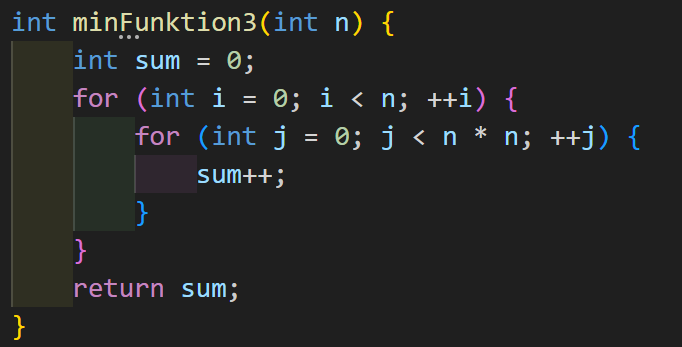 int minFunktion3(int n) {
    int sum = 0;
    for (int i = 0; i < n; ++i) {
        for (int j = 0; j < n * n; ++j) {
            sum++;
        }
    }
    return sum;
}